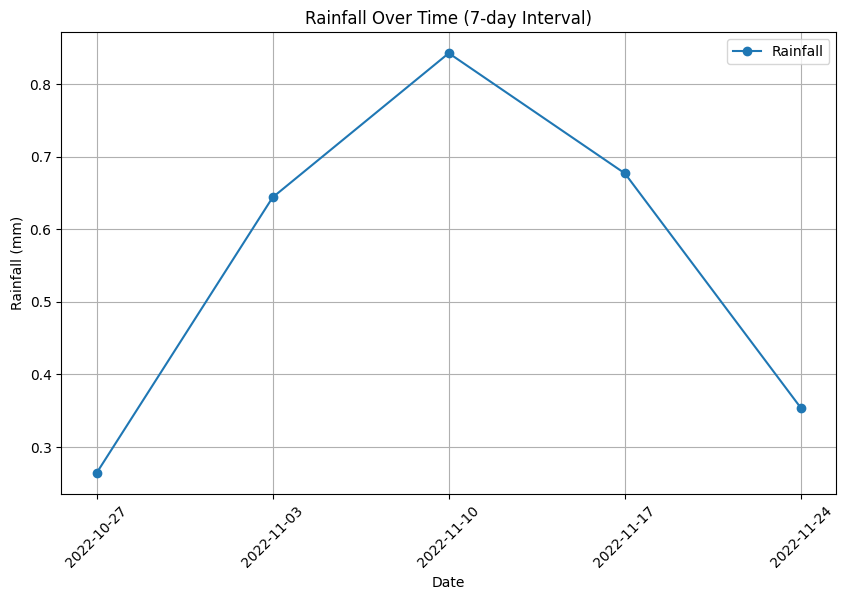 Rainfall Over Time (7-day Interval)
Rainfall
0.8
0.7
0.6
0.5
0.4
0.3
Rainfall (mm)
2022-10-27
2022-11-03
2022-11-10
2022-11-17
2022-11-24
Date